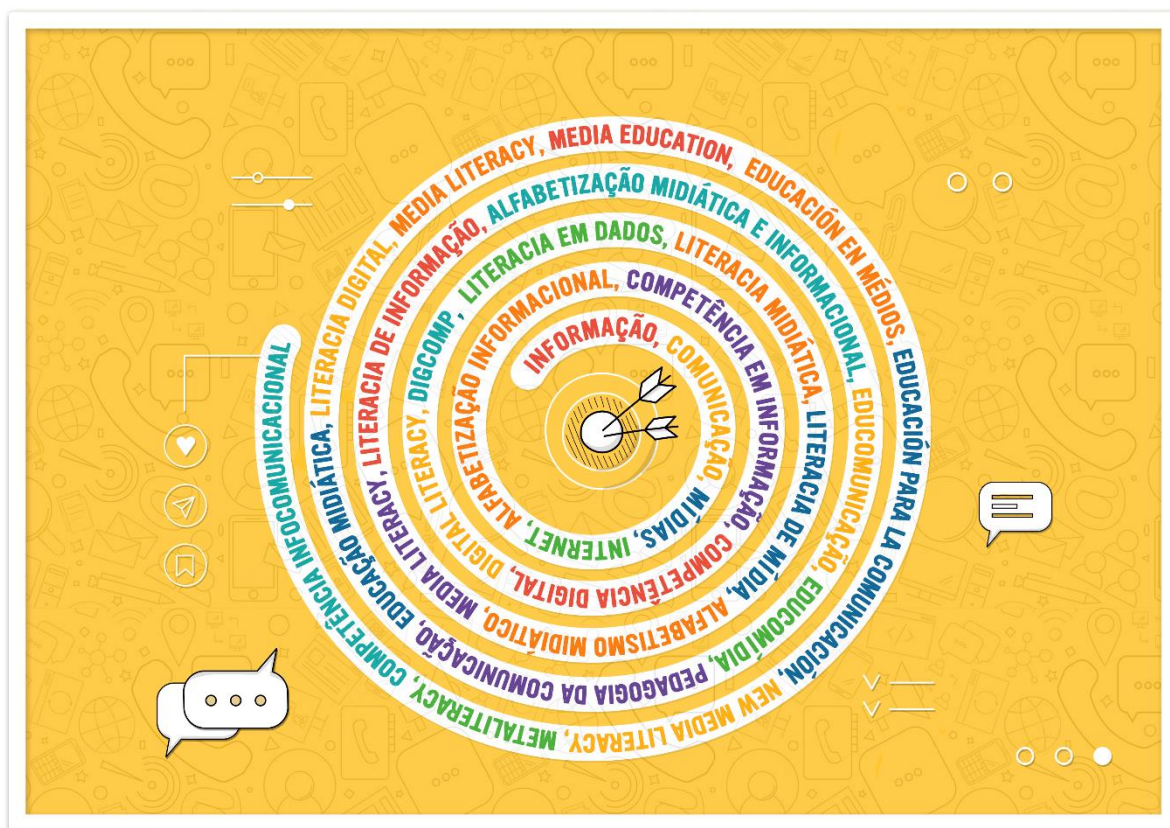 INFORMAÇÃO, COMUNICAÇÃO, MÍDIAS, INTERNET,
ALFABETIZAÇÃO INFORMACIONAL, COMPETÊNCIA EM INFORMAÇÃO, COMPETÊNCIA DIGITAL,
DIGITAL LITERACY, DIGCOMP, LITERACIA EM DADOS, LITERACIA MIDIÁTICA, LITERACIA DE MÍDIA, ALFABETISMO MIDIÁTICO,
MEDIA LITERACY, LITERACIA DE INFORMAÇÃO, ALFABETIZAÇÃO MIDIÁTICA E INFORMACIONAL, EDUCOMUNICAÇÃO, EDUCOMÍDIA, PEDAGOGIA DA COMUNICAÇÃO,
EDUCAÇÃO MIDIÁTICA, LITERACIA DIGITAL, MEDIA LITERACY, MEDIA EDUCATION, EDUCACIÓN EN MÉDIOS, EDUCACIÓN PARA LA COMUNICACIÓN, NEW MEDIA LITERACY, METALITERACY, COMPETÊNCIA INFOCOMUNICACIONAL